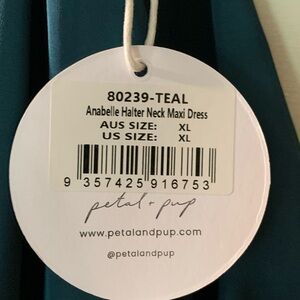 80239-TEAL
Anabelle Halter Neck Maxi Dress
AUS SIZE: XL
US SIZE: XL
9 357425 916753
petal + pup
www.petalandpup.com
@petalandpup